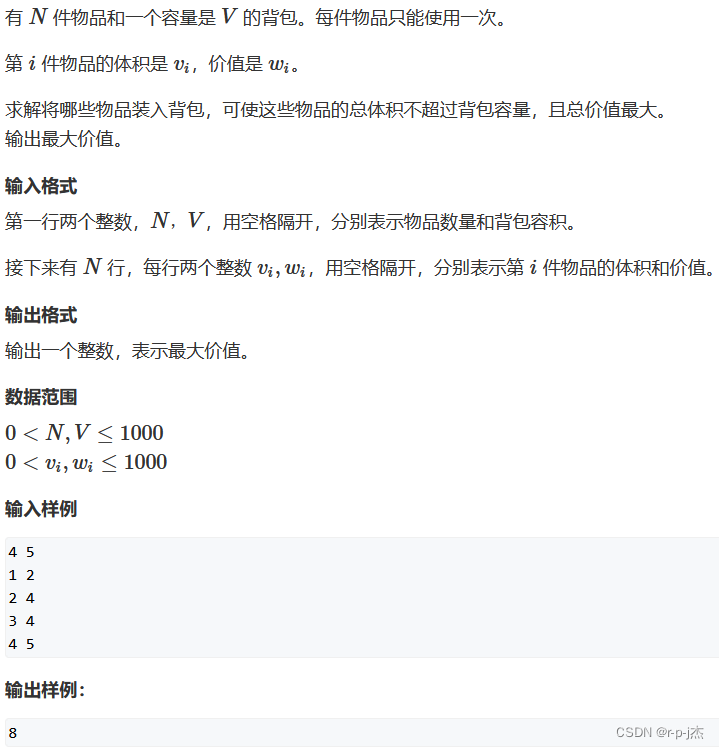 有 N 件物品和一个容量是 V 的背包。每件物品只能使用一次。
第 i 件物品的体积是 vᵢ，价值是 wᵢ。
求解将哪些物品装入背包，可使这些物品的总体积不超过背包容量，且总价值最大。
输出最大价值。
输入格式
第一行两个整数，N，V，用空格隔开，分别表示物品数量和背包容积。
接下来有 N 行，每行两个整数 vᵢ, wᵢ，用空格隔开，分别表示第 i 件物品的体积和价值。
输出格式
输出一个整数，表示最大价值。
数据范围
0 < N, V ≤ 1000
0 < vᵢ, wᵢ ≤ 1000
输入样例
4 5
1 2
2 4
3 4
4 5
输出样例：
8
CSDN @r-p-j杰